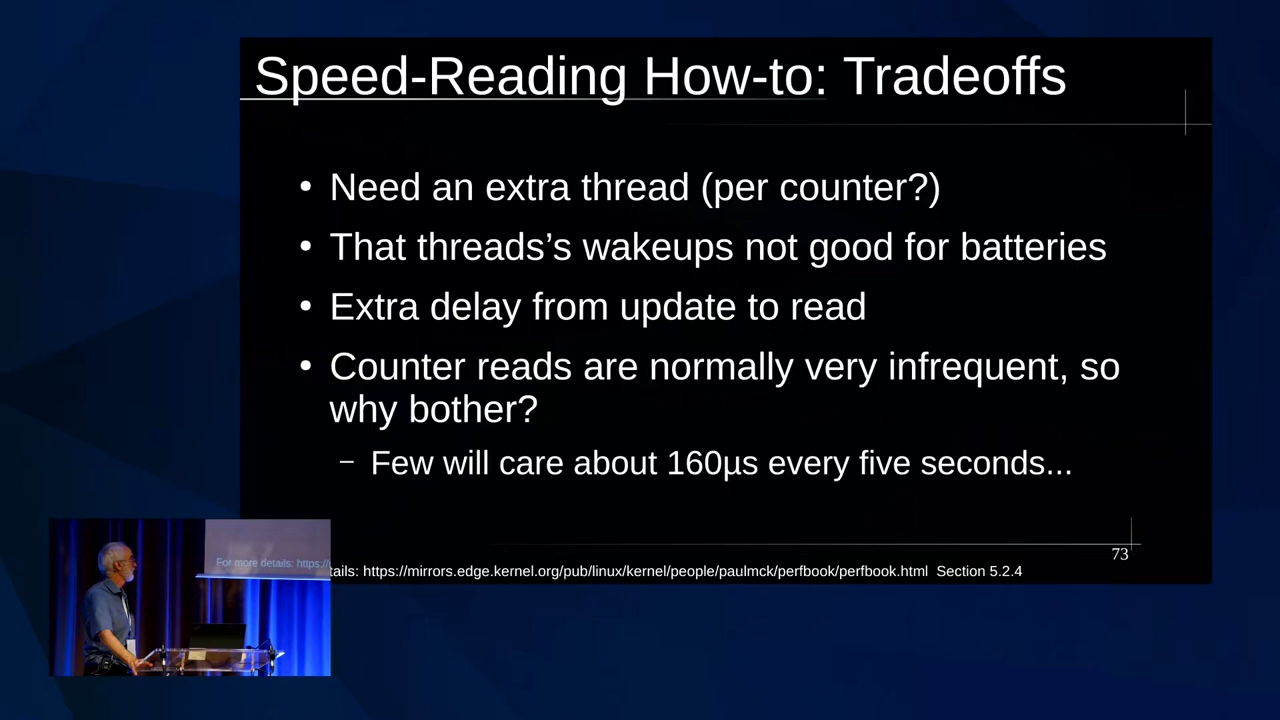 Speed-Reading How-to: Tradeoffs
• Need an extra thread (per counter?)
• That threads's wakeups not good for batteries
• Extra delay from update to read
• Counter reads are normally very infrequent, so
why bother?
– Few will care about 160µs every five seconds...
73
For more details: https://
tails: https://mirrors.edge.kernel.org/pub/linux/kernel/people/paulmck/perfbook/perfbook.html Section 5.2.4